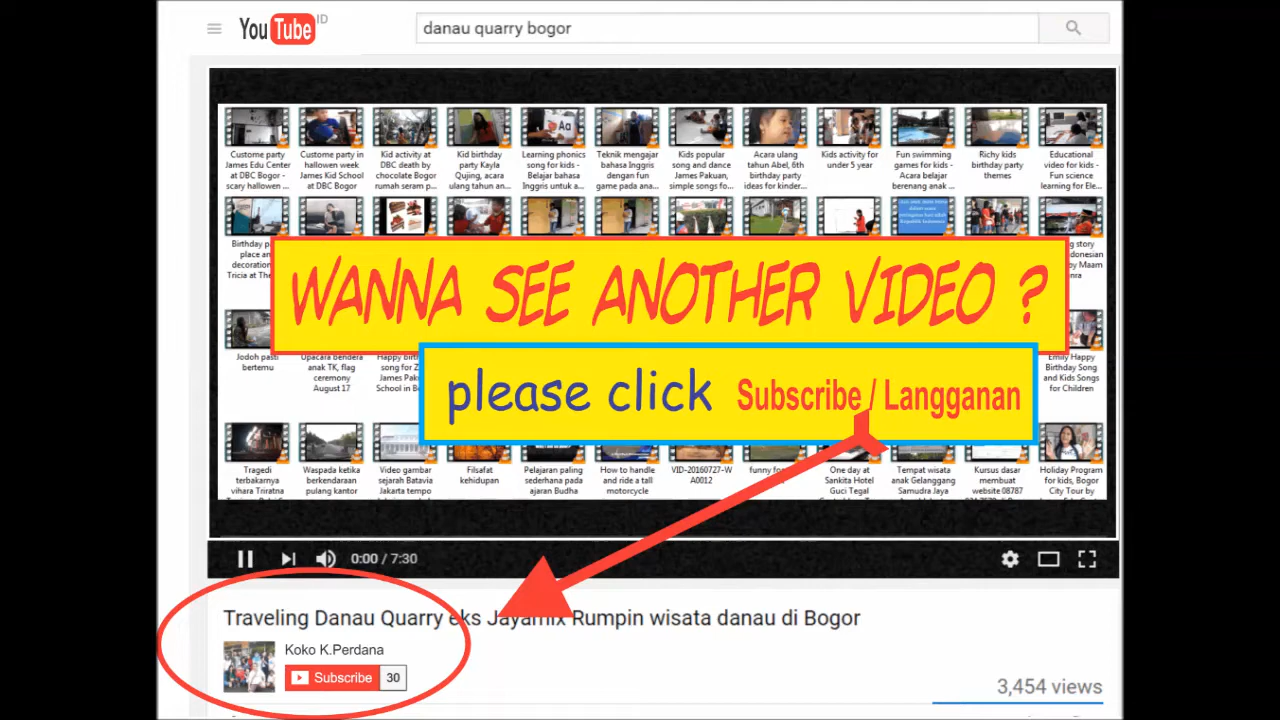 YouTube ID
danau quarry bogor
Custome party
James Edu Center
at DBC -
scary hallowen ...
Custome party in
hallowen week
James Kid School
at DBC Bogor
Kid activity at
DBC death by
chocolate Bogor
rumah seram p...
Kid birthday
party Kayla
Qujing, acara
ulang tahun an...
Learning phonics
song for kids -
Belajar bahasa
Inggris untuk a...
Teknik mengajar
bahasa Inggris
dengan fun
game pada ana...
Kids popular
song and dance
James Pakuan,
simple songs fo...
Acara ulang
tahun Abel, 6th
birthday party
ideas for kinder...
Kids activity for
under 5 year
Fun swimming
games for kids -
Acara belajar
berenang anak ...
Richy kids
birthday party
themes
Educational
video for kids -
Fun science
learning for Ele...
Aa
WANNA SEE ANOTHER VIDEO ?
please click Subscribe / Langganan
Jodoh pasti
bertemu
Upacara bendera
anak TK, flag
ceremony
August 17
Emily Happy
Birthday Song
and Kids Songs
for Children
Tragedi
terbakarnya
vihara Triratna
Waspada ketika
berkendaraan
pulang kantor
Video gambar
sejarah Batavia
Jakarta tempo
Filsafat
kehidupan
Pelajaran paling
sederhana pada
ajaran Budha
How to handle
and ride a tall
motorcycle
VID-20160727-W
A0012
One day at
Sankita Hotel
Guci Tegal
Tempat wisata
anak Gelanggang
Samudra Jaya
Kursus dasar
membuat
website 08787
Holiday Program
for kids, Bogor
City Tour by
0:00 / 7:30
Traveling Danau Quarry eks Jayamix Rumpin wisata danau di Bogor
Koko K.Perdana
Subscribe 30
3,454 views